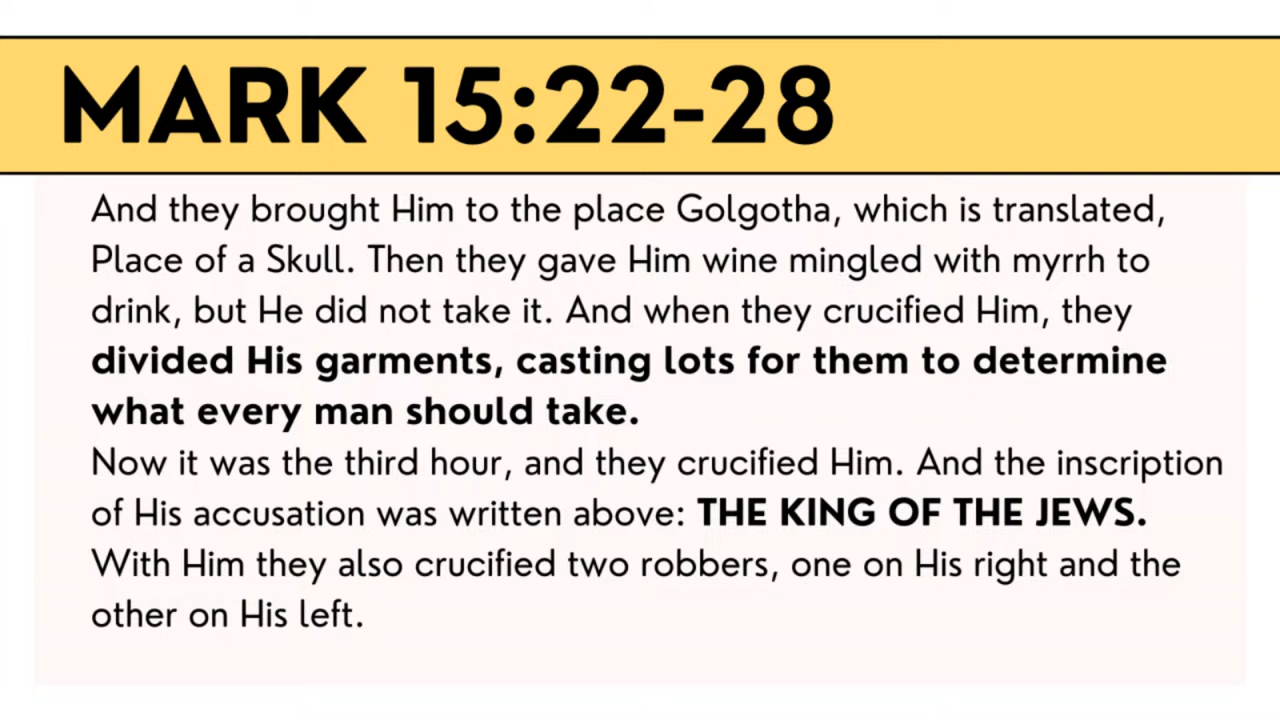 MARK 15:22-28
And they brought Him to the place Golgotha, which is translated,
Place of a Skull. Then they gave Him wine mingled with myrrh to
drink, but He did not take it. And when they crucified Him, they
divided His garments, casting lots for them to determine
what every man should take.
Now it was the third hour, and they crucified Him. And the inscription
of His accusation was written above: THE KING OF THE JEWS.
With Him they also crucified two robbers, one on His right and the
other on His left.